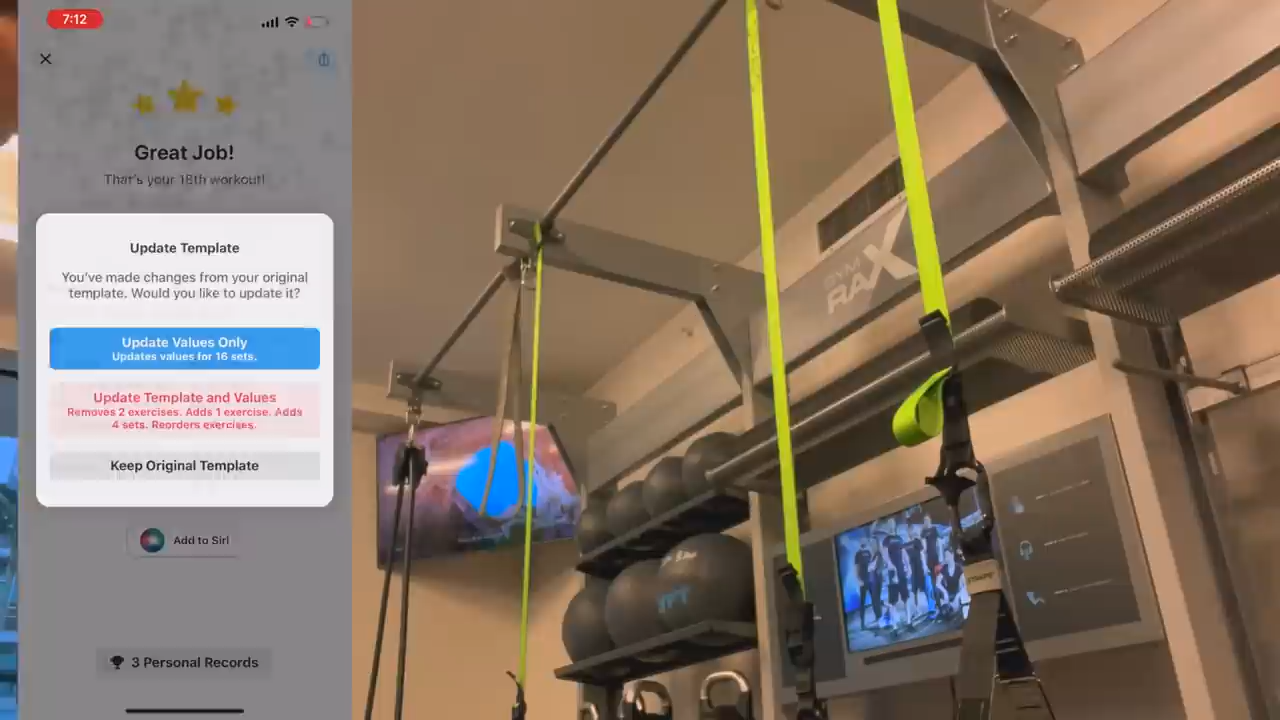 7:12
Great Job!
That's your 18th workout!
Update Template
You've made changes from your original
template. Would you like to update it?
Update Values Only
Updates values for 16 sets.
Update Template and Values
Removes 2 exercises. Adds 1 exercise. Adds
4 sets. Reorders exercises.
Keep Original Template
Add to Siri
3 Personal Records
GYM
RAX